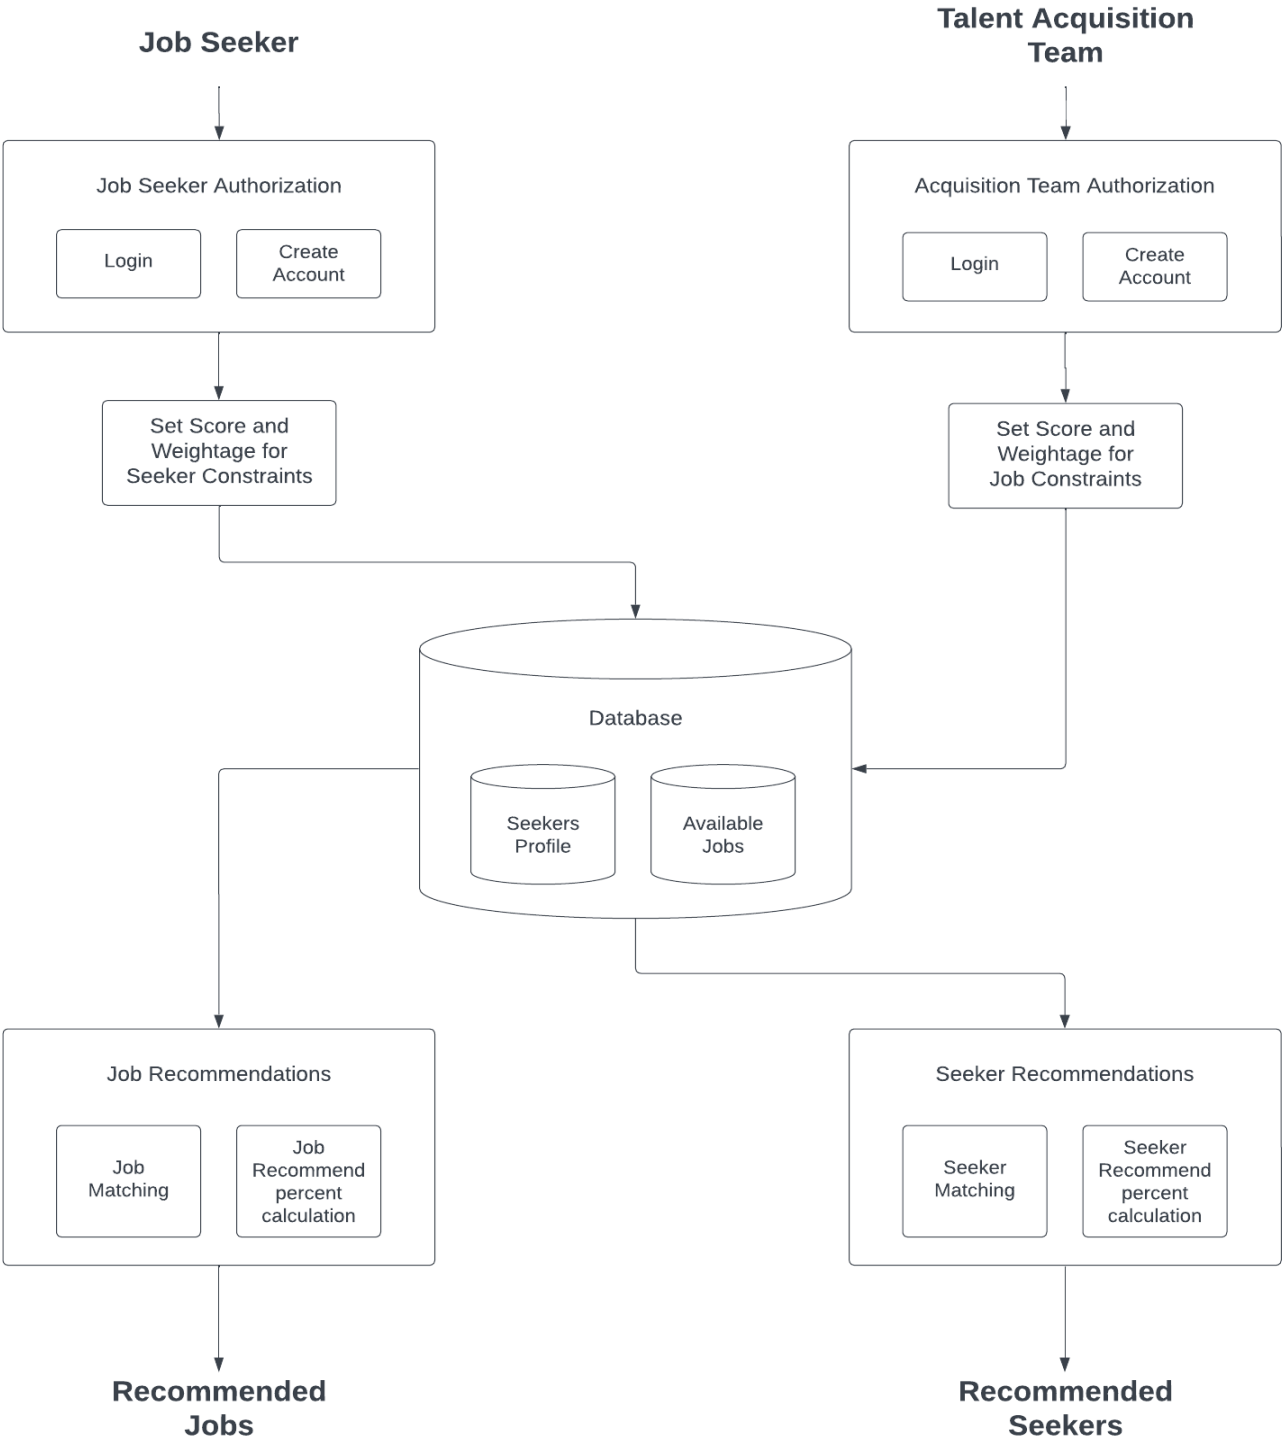 Job Seeker
Talent Acquisition
Team
Job Seeker Authorization
Login
Create
Account
Acquisition Team Authorization
Login
Create
Account
Set Score and
Weightage for
Seeker Constraints
Set Score and
Weightage for
Job Constraints
Database
Seekers
Profile
Available
Jobs
Job Recommendations
Job
Matching
Job
Recommend
percent
calculation
Seeker Recommendations
Seeker
Matching
Seeker
Recommend
percent
calculation
Recommended
Jobs
Recommended
Seekers